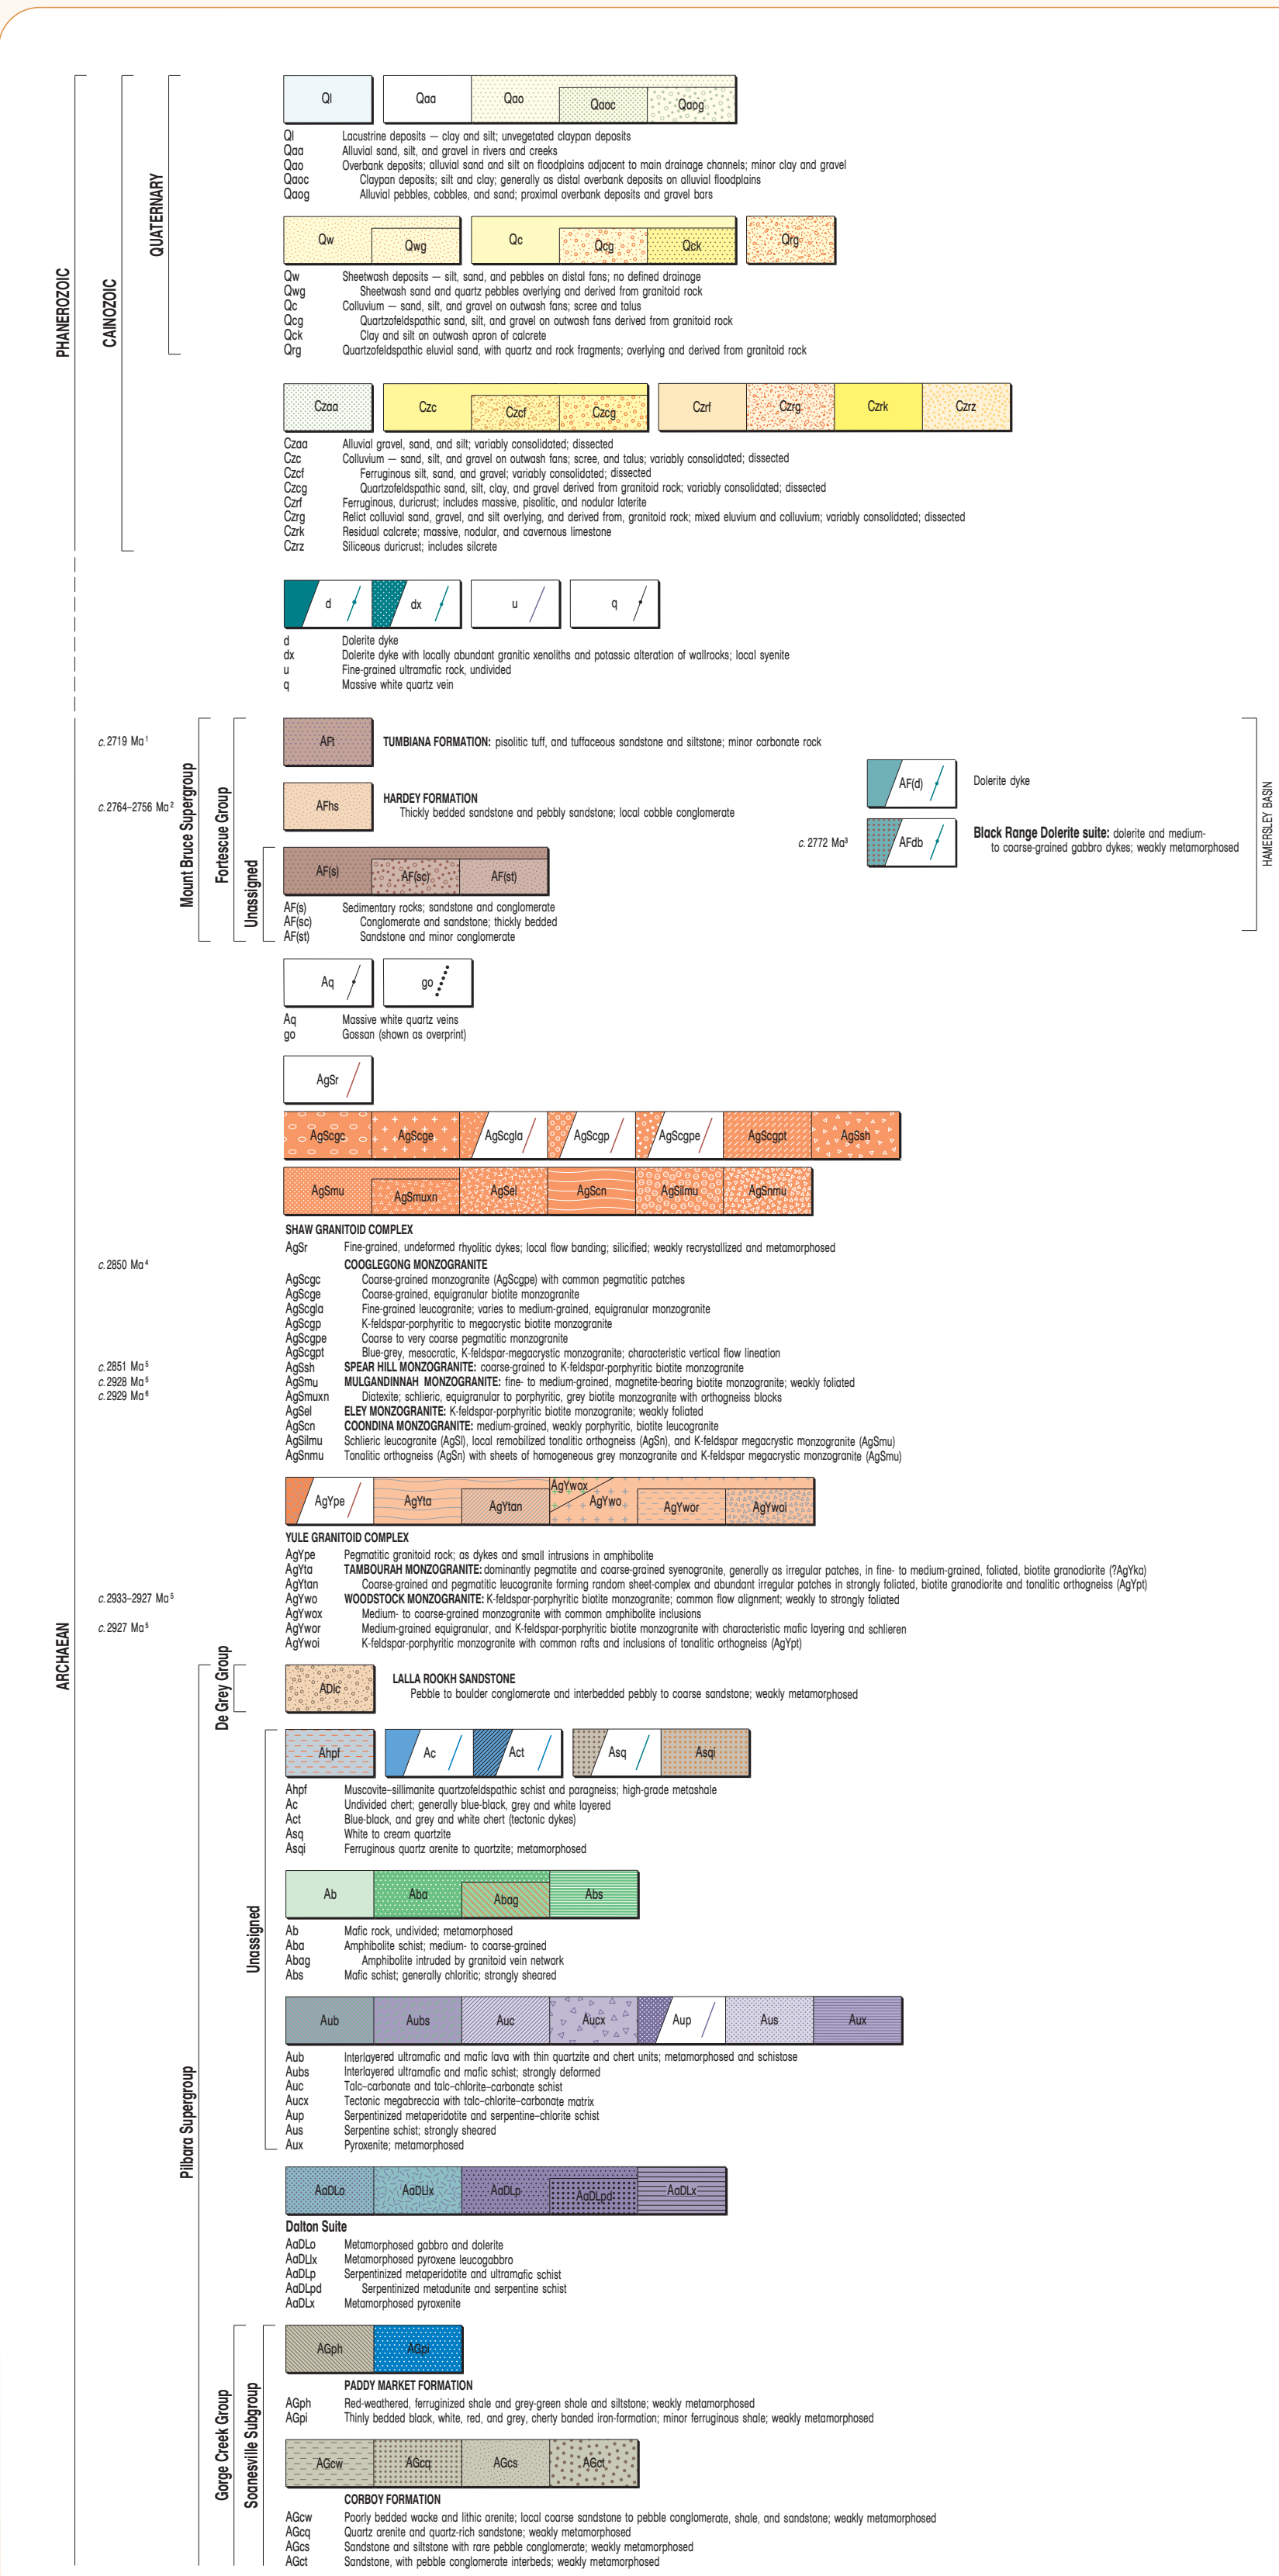 PHANEROZOIC
CAINOZOIC
QUATERNARY
Ql Qaa Qao Qaoc Qaog
Ql Lacustrine deposits — clay and silt; unvegetated claypan deposits
Qaa Alluvial sand, silt, and gravel in rivers and creeks
Qao Overbank deposits; alluvial sand and silt on floodplains adjacent to main drainage channels; minor clay and gravel
Qaoc Claypan deposits; silt and clay; generally as distal overbank deposits on alluvial floodplains
Qaog Alluvial pebbles, cobbles, and sand; proximal overbank deposits and gravel bars
Qw Qwg Qc Qcg Qck Qrg
Qw Sheetwash deposits — silt, sand, and pebbles on distal fans; no defined drainage
Qwg Sheetwash sand and quartz pebbles overlying and derived from granitoid rock
Qc Colluvium — sand, silt, and gravel on outwash fans; scree and talus
Qcg Quartzofeldspathic sand, silt, and gravel on outwash fans derived from granitoid rock
Qck Clay and silt on outwash apron of calcrete
Qrg Quartzofeldspathic eluvial sand, with quartz and rock fragments; overlying and derived from granitoid rock
Czaa Czc Czcf Czcg Czrf Czrg Czrk Czrz
Czaa Alluvial gravel, sand, and silt; variably consolidated; dissected
Czc Colluvium — sand, silt, and gravel on outwash fans; scree, and talus; variably consolidated; dissected
Czcf Ferruginous silt, sand, and gravel; variably consolidated; dissected
Czcg Quartzofeldspathic sand, silt, clay, and gravel derived from granitoid rock; variably consolidated; dissected
Czrf Ferruginous, duricrust; includes massive, pisolitic, and nodular laterite
Czrg Relict colluvial sand, gravel, and silt overlying, and derived from, granitoid rock; mixed eluvium and colluvium; variably consolidated; dissected
Czrk Residual calcrete; massive, nodular, and cavernous limestone
Czrz Siliceous duricrust; includes silcrete
d dx u q
d Dolerite dyke
dx Dolerite dyke with locally abundant granitic xenoliths and potassic alteration of wallrocks; local syenite
u Fine-grained ultramafic rock, undivided
q Massive white quartz vein
ARCHAEAN
Mount Bruce Supergroup
Fortescue Group
Unassigned
c. 2719 Ma 1
AFt TUMBIANA FORMATION: pisolitic tuff, and tuffaceous sandstone and siltstone; minor carbonate rock
c. 2764–2756 Ma 2
AFhs HARDEY FORMATION
Thickly bedded sandstone and pebbly sandstone; local cobble conglomerate
AF(s) AF(sc) AF(st)
AF(s) Sedimentary rocks; sandstone and conglomerate
AF(sc) Conglomerate and sandstone; thickly bedded
AF(st) Sandstone and minor conglomerate
AF(d) Dolerite dyke
c. 2772 Ma3
AFdb Black Range Dolerite suite: dolerite and medium-
to coarse-grained gabbro dykes; weakly metamorphosed
HAMERSLEY BASIN
Aq go
Aq Massive white quartz veins
go Gossan (shown as overprint)
AgSr
AgScgc AgScge AgScgla AgScgp AgScgpe AgScgpt AgSsh
AgSmu AgSmuxn AgSel AgScn AgSilmu AgSnmu
SHAW GRANITOID COMPLEX
AgSr Fine-grained, undeformed rhyolitic dykes; local flow banding; silicified; weakly recrystallized and metamorphosed
c. 2850 Ma 4 COOGLEGONG MONZOGRANITE
AgScgc Coarse-grained monzogranite (AgScgpe) with common pegmatitic patches
AgScge Coarse-grained, equigranular biotite monzogranite
AgScgla Fine-grained leucogranite; varies to medium-grained, equigranular monzogranite
AgScgp K-feldspar-porphyritic to megacrystic biotite monzogranite
AgScgpe Coarse to very coarse pegmatitic monzogranite
AgScgpt Blue-grey, mesocratic, K-feldspar-megacrystic monzogranite; characteristic vertical flow lineation
c. 2851 Ma 5 AgSsh SPEAR HILL MONZOGRANITE: coarse-grained to K-feldspar-porphyritic biotite monzogranite
c. 2928 Ma 5 AgSmu MULGANDINNAH MONZOGRANITE: fine- to medium-grained, magnetite-bearing biotite monzogranite; weakly foliated
c. 2929 Ma 6 AgSmuxn Diatexite; schlieric, equigranular to porphyritic, grey biotite monzogranite with orthogneiss blocks
AgSel ELEY MONZOGRANITE: K-feldspar-porphyritic biotite monzogranite; weakly foliated
AgScn COONDINA MONZOGRANITE: medium-grained, weakly porphyritic, biotite leucogranite
AgSilmu Schlieric leucogranite (AgSl), local remobilized tonalitic orthogneiss (AgSn), and K-feldspar megacrystic monzogranite (AgSmu)
AgSnmu Tonalitic orthogneiss (AgSn) with sheets of homogeneous grey monzogranite and K-feldspar megacrystic monzogranite (AgSmu)
AgYpe AgYta AgYtan AgYwox AgYwo AgYwor AgYwoi
YULE GRANITOID COMPLEX
AgYpe Pegmatitic granitoid rock; as dykes and small intrusions in amphibolite
AgYta TAMBOURAH MONZOGRANITE: dominantly pegmatite and coarse-grained syenogranite, generally as irregular patches, in fine- to medium-grained, foliated, biotite granodiorite (?AgYka)
AgYtan Coarse-grained and pegmatitic leucogranite forming random sheet-complex and abundant irregular patches in strongly foliated, biotite granodiorite and tonalitic orthogneiss (AgYpt)
c. 2933–2927 Ma 5 AgYwo WOODSTOCK MONZOGRANITE: K-feldspar-porphyritic biotite monzogranite; common flow alignment; weakly to strongly foliated
AgYwox Medium- to coarse-grained monzogranite with common amphibolite inclusions
c. 2927 Ma 5 AgYwor Medium-grained equigranular, and K-feldspar-porphyritic biotite monzogranite with characteristic mafic layering and schlieren
AgYwoi K-feldspar-porphyritic monzogranite with common rafts and inclusions of tonalitic orthogneiss (AgYpt)
Pilbara Supergroup
De Grey Group
ADlc LALLA ROOKH SANDSTONE
Pebble to boulder conglomerate and interbedded pebbly to coarse sandstone; weakly metamorphosed
Unassigned
Ahpf Ac Act Asq Asqi
Ahpf Muscovite–sillimanite quartzofeldspathic schist and paragneiss; high-grade metashale
Ac Undivided chert; generally blue-black, grey and white layered
Act Blue-black, and grey and white chert (tectonic dykes)
Asq White to cream quartzite
Asqi Ferruginous quartz arenite to quartzite; metamorphosed
Ab Aba Abag Abs
Ab Mafic rock, undivided; metamorphosed
Aba Amphibolite schist; medium- to coarse-grained
Abag Amphibolite intruded by granitoid vein network
Abs Mafic schist; generally chloritic; strongly sheared
Aub Aubs Auc Aucx Aup Aus Aux
Aub Interlayered ultramafic and mafic lava with thin quartzite and chert units; metamorphosed and schistose
Aubs Interlayered ultramafic and mafic schist; strongly deformed
Auc Talc–carbonate and talc–chlorite–carbonate schist
Aucx Tectonic megabreccia with talc–chlorite–carbonate matrix
Aup Serpentinized metaperidotite and serpentine–chlorite schist
Aus Serpentine schist; strongly sheared
Aux Pyroxenite; metamorphosed
AaDLo AaDLlx AaDLp AaDLpd AaDLx
Dalton Suite
AaDLo Metamorphosed gabbro and dolerite
AaDLlx Metamorphosed pyroxene leucogabbro
AaDLp Serpentinized metaperidotite and ultramafic schist
AaDLpd Serpentinized metadunite and serpentine schist
AaDLx Metamorphosed pyroxenite
Gorge Creek Group
Soanesville Subgroup
AGph AGpi
PADDY MARKET FORMATION
AGph Red-weathered, ferruginized shale and grey-green shale and siltstone; weakly metamorphosed
AGpi Thinly bedded black, white, red, and grey, cherty banded iron-formation; minor ferruginous shale; weakly metamorphosed
AGcw AGcq AGcs AGct
CORBOY FORMATION
AGcw Poorly bedded wacke and lithic arenite; local coarse sandstone to pebble conglomerate, shale, and sandstone; weakly metamorphosed
AGcq Quartz arenite and quartz-rich sandstone; weakly metamorphosed
AGcs Sandstone and siltstone with rare pebble conglomerate; weakly metamorphosed
AGct Sandstone, with pebble conglomerate interbeds; weakly metamorphosed